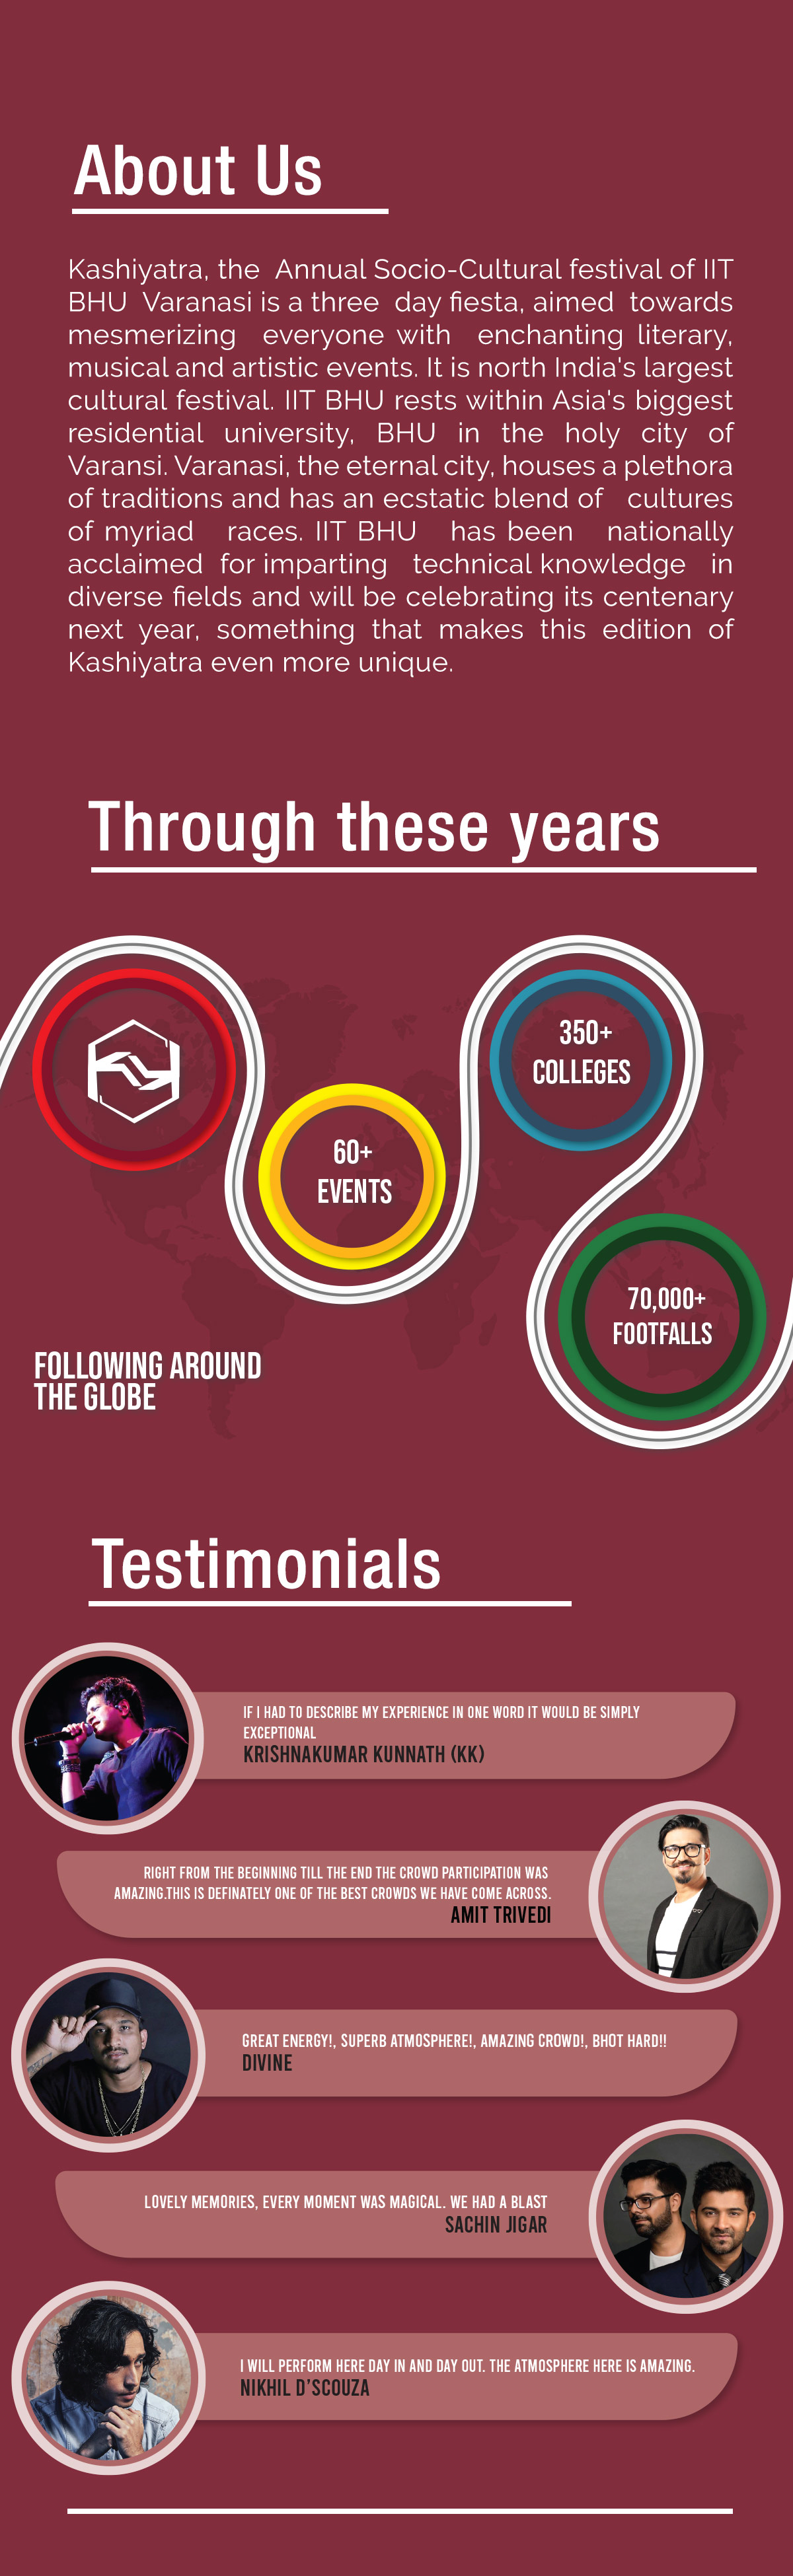 About Us
Kashiyatra, the Annual Socio-Cultural festival of IIT
BHU Varanasi is a three day fiesta, aimed towards
mesmerizing everyone with enchanting literary,
musical and artistic events. It is north India's largest
cultural festival. IIT BHU rests within Asia's biggest
residential university, BHU in the holy city of
Varansi. Varanasi, the eternal city, houses a plethora
of traditions and has an ecstatic blend of cultures
of myriad races. IIT BHU has been nationally
acclaimed for imparting technical knowledge in
diverse fields and will be celebrating its centenary
next year, something that makes this edition of
Kashiyatra even more unique.
Through these years
350+
COLLEGES
60+
EVENTS
70,000+
FOOTFALLS
FOLLOWING AROUND
THE GLOBE
Testimonials
IF I HAD TO DESCRIBE MY EXPERIENCE IN ONE WORD IT WOULD BE SIMPLY
EXCEPTIONAL
KRISHNAKUMAR KUNNATH (KK)
RIGHT FROM THE BEGINNING TILL THE END THE CROWD PARTICIPATION WAS
AMAZING.THIS IS DEFINATELY ONE OF THE BEST CROWDS WE HAVE COME ACROSS.
AMIT TRIVEDI
GREAT ENERGY!, SUPERB ATMOSPHERE!, AMAZING CROWD!, BHOT HARD!!
DIVINE
LOVELY MEMORIES, EVERY MOMENT WAS MAGICAL. WE HAD A BLAST
SACHIN JIGAR
I WILL PERFORM HERE DAY IN AND DAY OUT. THE ATMOSPHERE HERE IS AMAZING.
NIKHIL D'SCOUZA